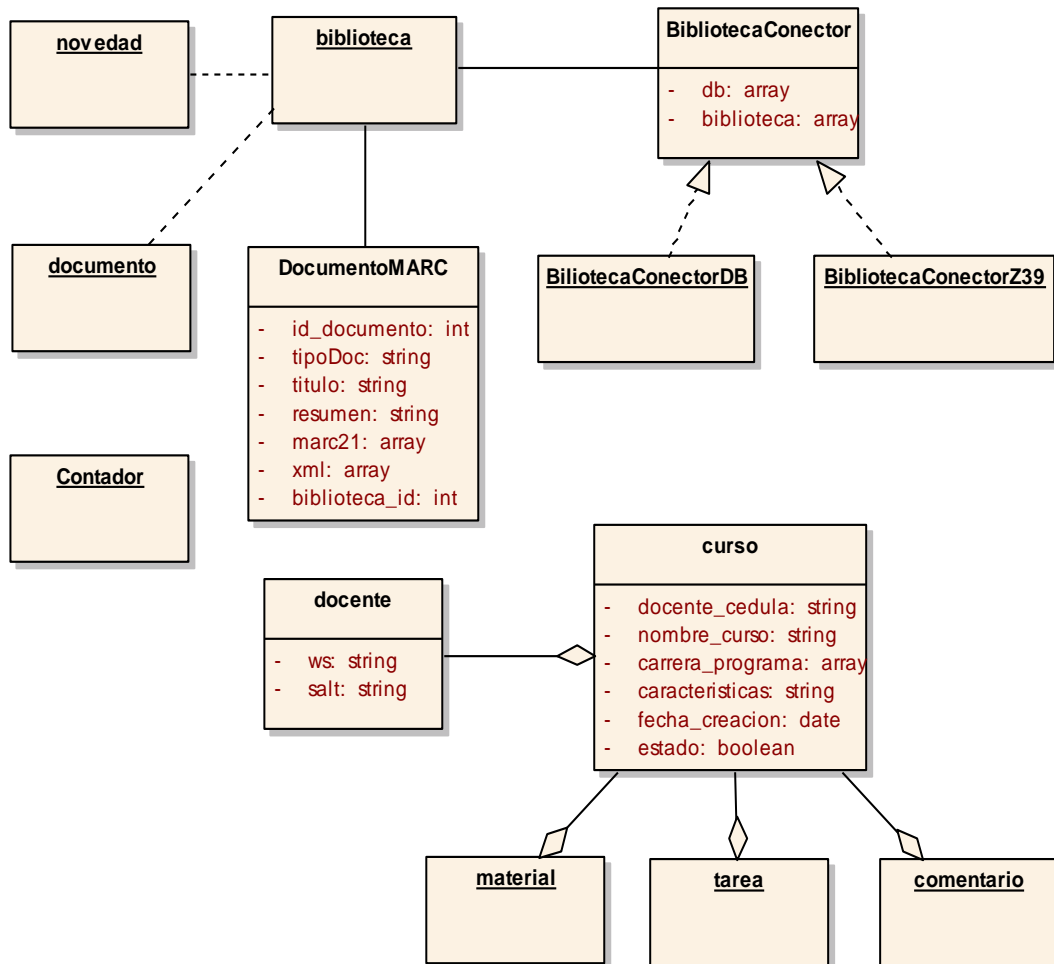 novedad
biblioteca
BibliotecaConector
- db: array
- biblioteca: array
documento
DocumentoMARC
- id_documento: int
- tipoDoc: string
- titulo: string
- resumen: string
- marc21: array
- xml: array
- biblioteca_id: int
BiliotecaConectorDB
BibliotecaConectorZ39
Contador
docente
- ws: string
- salt: string
curso
- docente_cedula: string
- nombre_curso: string
- carrera_programa: array
- caracteristicas: string
- fecha_creacion: date
- estado: boolean
material
tarea
comentario